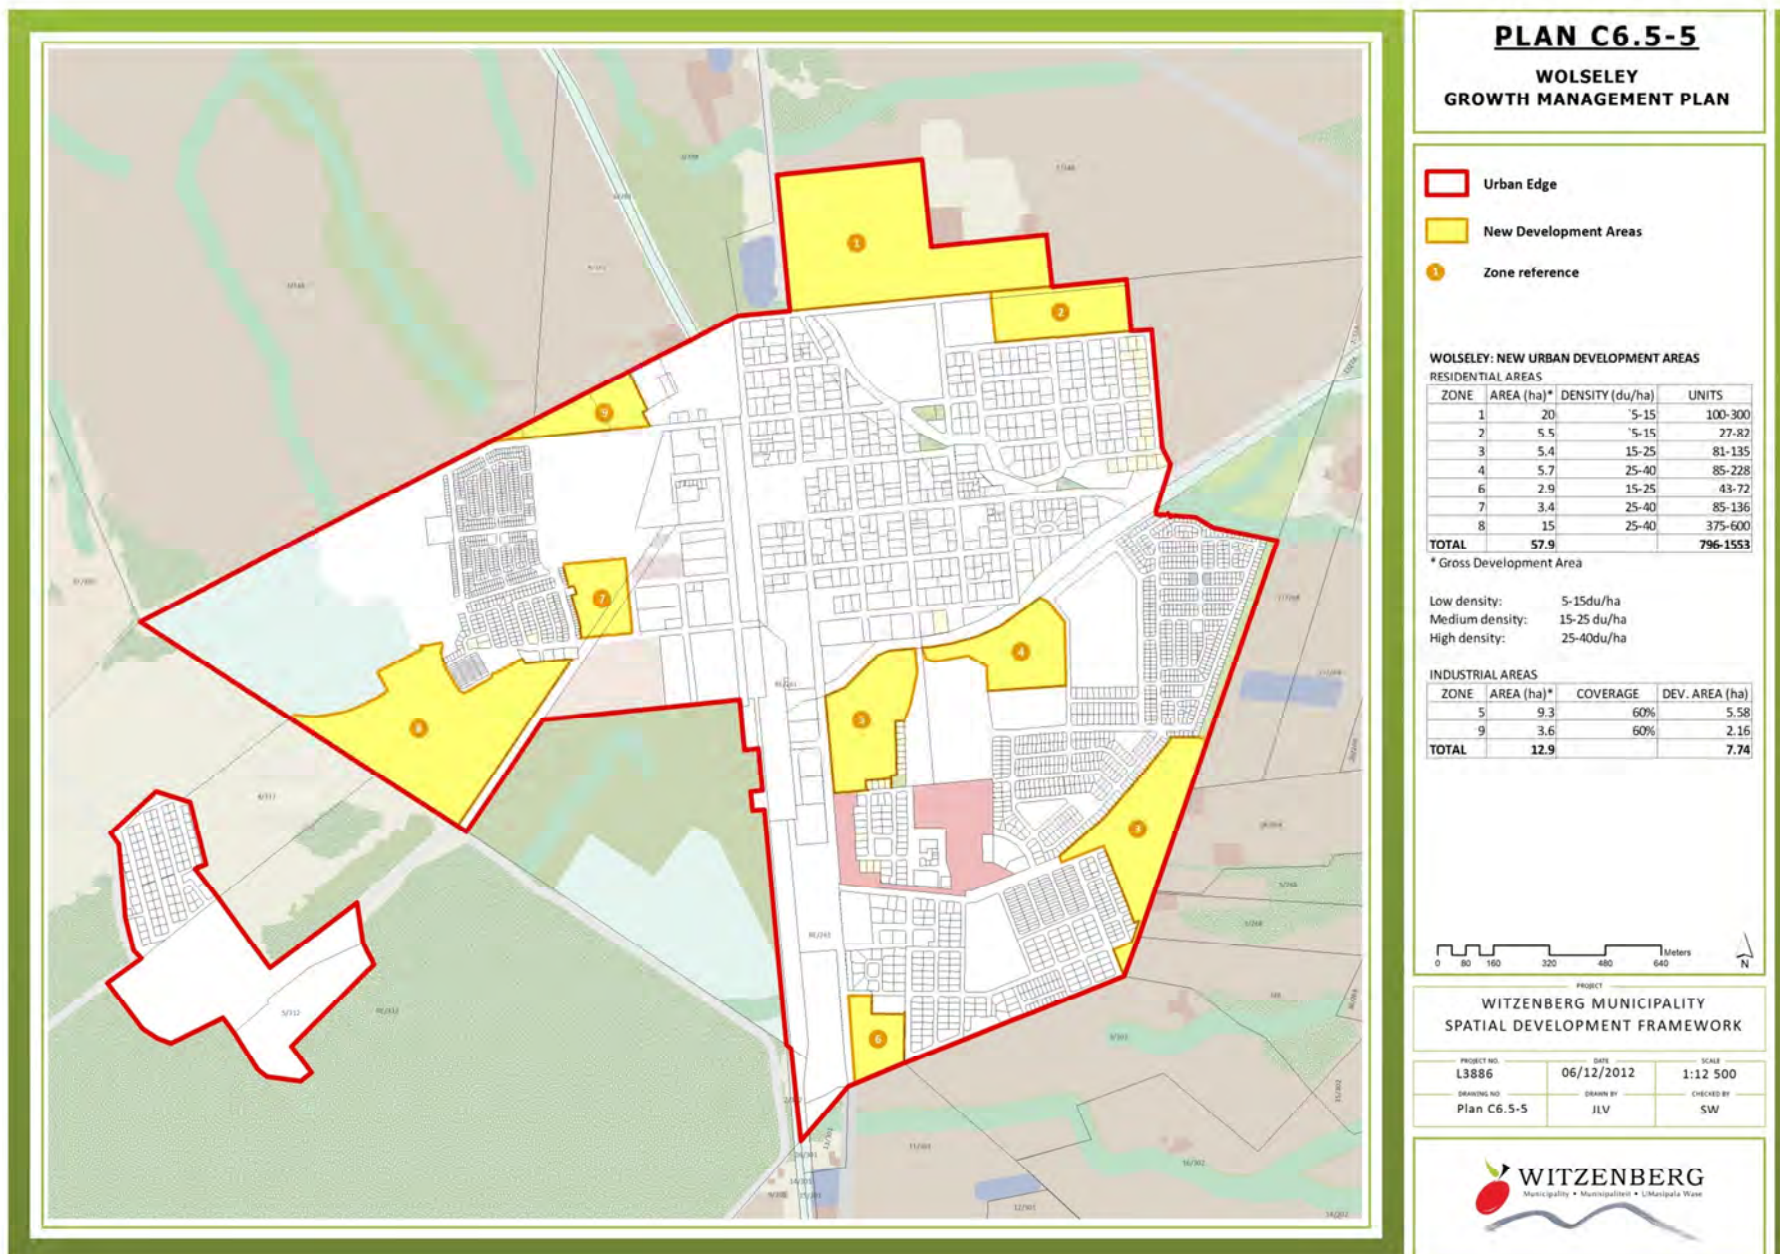 PLAN C6.5-5
WOLSELEY
GROWTH MANAGEMENT PLAN
Urban Edge
New Development Areas
1 Zone reference
WOLSELEY: NEW URBAN DEVELOPMENT AREAS
RESIDENTIAL AREAS
ZONE AREA (ha)* DENSITY (du/ha) UNITS
1 20 `5-15 100-300
2 5.5 '5-15 27-82
3 5.4 15-25 81-135
4 5.7 25-40 85-228
6 2.9 15-25 43-72
7 3.4 25-40 85-136
8 15 25-40 375-600
TOTAL 57.9 796-1553
* Gross Development Area
Low density: 5-15du/ha
Medium density: 15-25 du/ha
High density: 25-40du/ha
INDUSTRIAL AREAS
ZONE AREA (ha)* COVERAGE DEV. AREA (ha)
5 9.3 60% 5.58
9 3.6 60% 2.16
TOTAL 12.9 7.74
0 80 160 320 480 640 Meters
N
PROJECT
WITZENBERG MUNICIPALITY
SPATIAL DEVELOPMENT FRAMEWORK
PROJECT NO. DATE SCALE
L3886 06/12/2012 1:12 500
DRAWING NO DRAWN BY CHECKED BY
Plan C6.5-5 JLV SW
WITZENBERG
Municipality • Munisipaliteit • UMasipala Wase
1
2
9
7
4
8
6
5/312
11/301
12/301
16/302